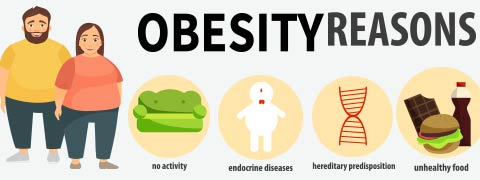 OBESITY REASONS
no activity
endocrine diseases
hereditary predisposition
unhealthy food